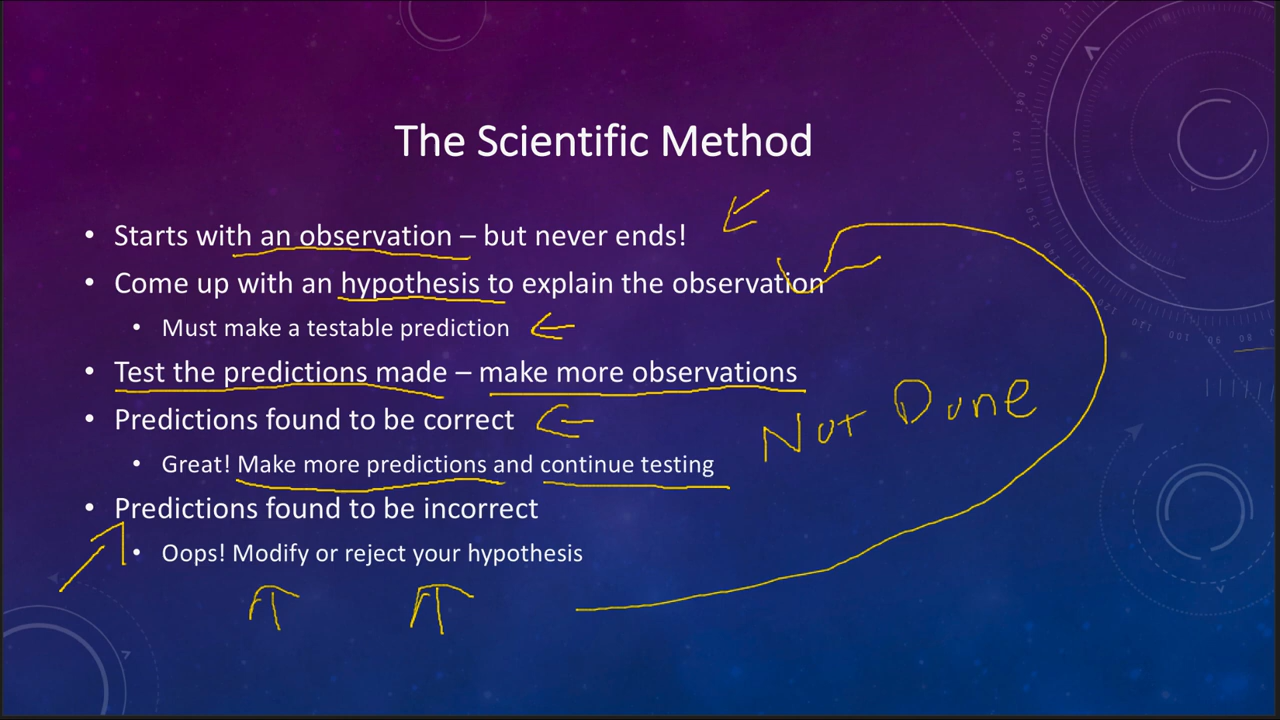 The Scientific Method
• Starts with an observation – but never ends!
• Come up with an hypothesis to explain the observation
• Must make a testable prediction
• Test the predictions made – make more observations
• Predictions found to be correct
Not Done
• Great! Make more predictions and continue testing
• Predictions found to be incorrect
• Oops! Modify or reject your hypothesis